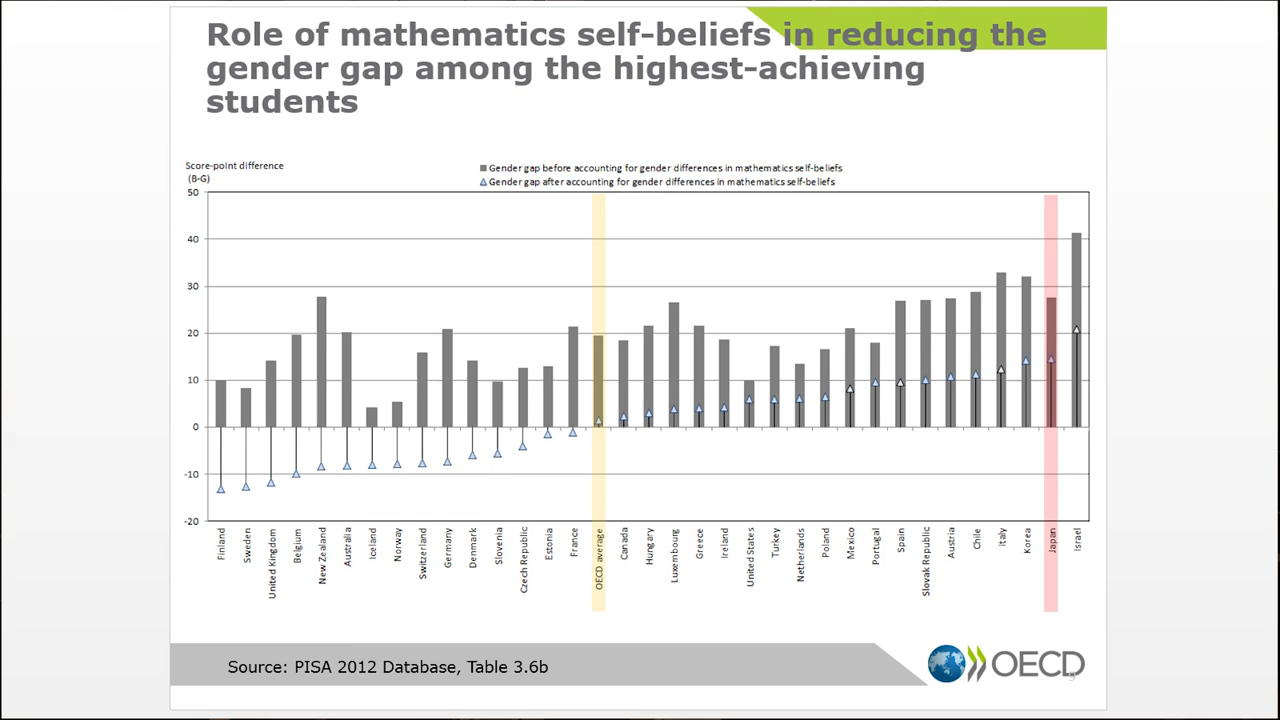 Role of mathematics self-beliefs in reducing the
gender gap among the highest-achieving
students
Score-point difference
(B-G)
Gender gap before accounting for gender differences in mathematics self-beliefs
Gender gap after accounting for gender differences in mathematics self-beliefs
50
40
30
20
10
0
-10
-20
Finland
Sweden
United Kingdom
Belgium
New Zealand
Australia
Iceland
Norway
Switzerland
Germany
Denmark
Slovenia
Czech Republic
Estonia
France
OECD average
Canada
Hungary
Luxembourg
Greece
Ireland
United States
Turkey
Netherlands
Poland
Mexico
Portugal
Spain
Slovak Republic
Austria
Chile
Italy
Korea
Japan
Israel
Source: PISA 2012 Database, Table 3.6b
OECD
9